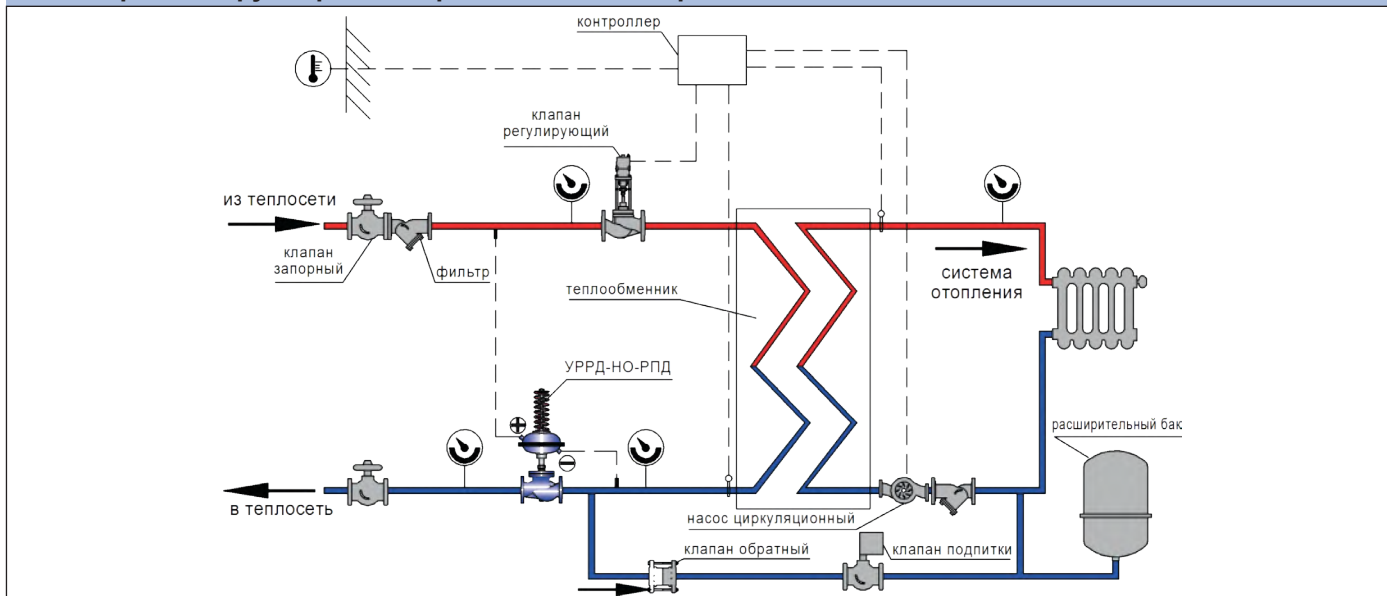 контроллер
клапан
регулирующий
из теплосети
клапан
запорный
фильтр
теплообменник
система
отопления
УРРД-НО-РПД
расширительный бак
в теплосеть
насос циркуляционный
клапан обратный
клапан подпитки